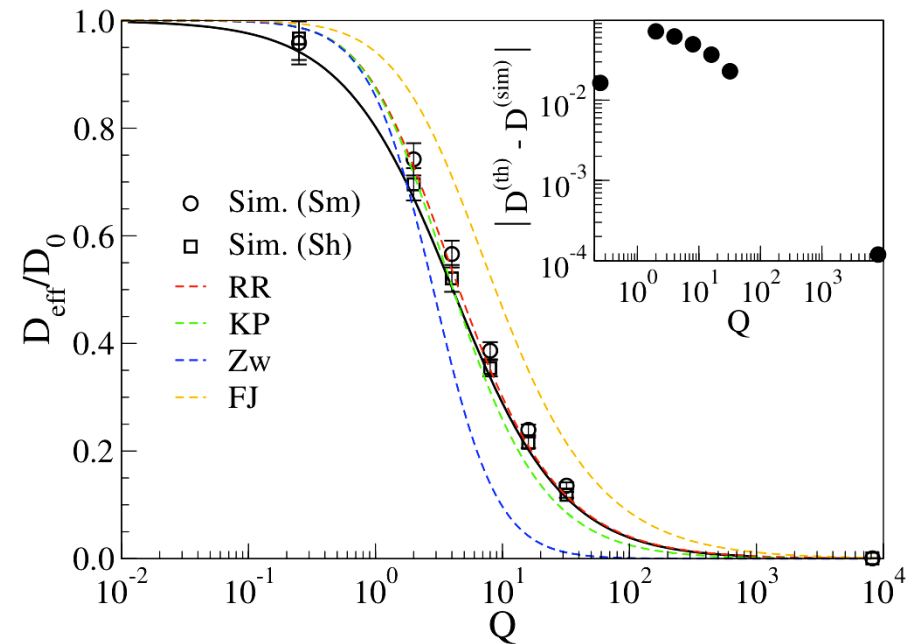 1.0
0.8
0.6
0.4
0.2
0.0
D_eff/D_0
10^-2
10^-1
10^0
10^1
10^2
10^3
10^4
Q
Sim. (Sm)
Sim. (Sh)
RR
KP
Zw
FJ
| D^(th) - D^(sim) |
10^-2
10^-3
10^-4
10^0
10^1
10^2
10^3
Q